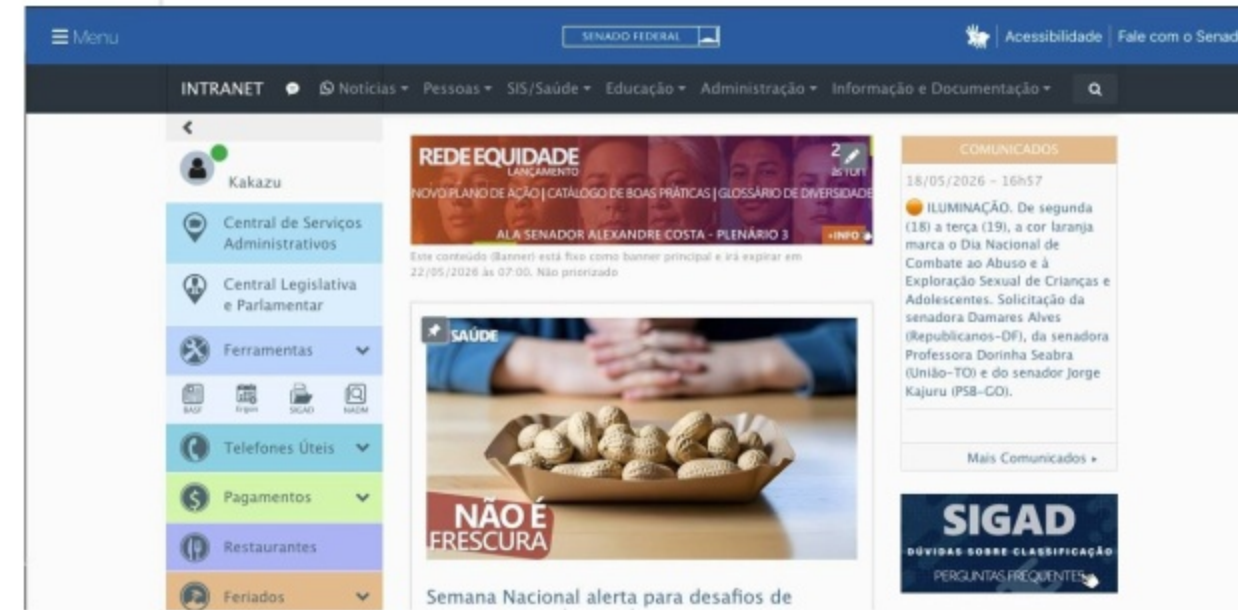 Menu
SENADO FEDERAL
Acessibilidade
Fale com o Senad
INTRANET
Notícias
Pessoas
SIS/Saúde
Educação
Administração
Informação e Documentação
Kakazu
Central de Serviços
Administrativos
Central Legislativa
e Parlamentar
Ferramentas
BASF
Ergon
SIGAD
NADM
Telefones Úteis
Pagamentos
Restaurantes
Feriados
REDE EQUIDADE
LANÇAMENTO
NOVO PLANO DE AÇÃO | CATÁLOGO DE BOAS PRÁTICAS | GLOSSÁRIO DE DIVERSIDADE
ALA SENADOR ALEXANDRE COSTA - PLENÁRIO 3
+INFO
Este conteúdo (Banner) está fixo como banner principal e irá expirar em
22/05/2026 às 07:00. Não priorizado
SAÚDE
NÃO É
FRESCURA
Semana Nacional alerta para desafios de
COMUNICADOS
18/05/2026 - 16h57
ILUMINAÇÃO. De segunda
(18) a terça (19), a cor laranja
marca o Dia Nacional de
Combate ao Abuso e à
Exploração Sexual de Crianças e
Adolescentes. Solicitação da
senadora Damares Alves
(Republicanos-DF), da senadora
Professora Dorinha Seabra
(União-TO) e do senador Jorge
Kajuru (PSB-GO).
Mais Comunicados
SIGAD
DÚVIDAS SOBRE CLASSIFICAÇÃO
PERGUNTAS FREQUENTES